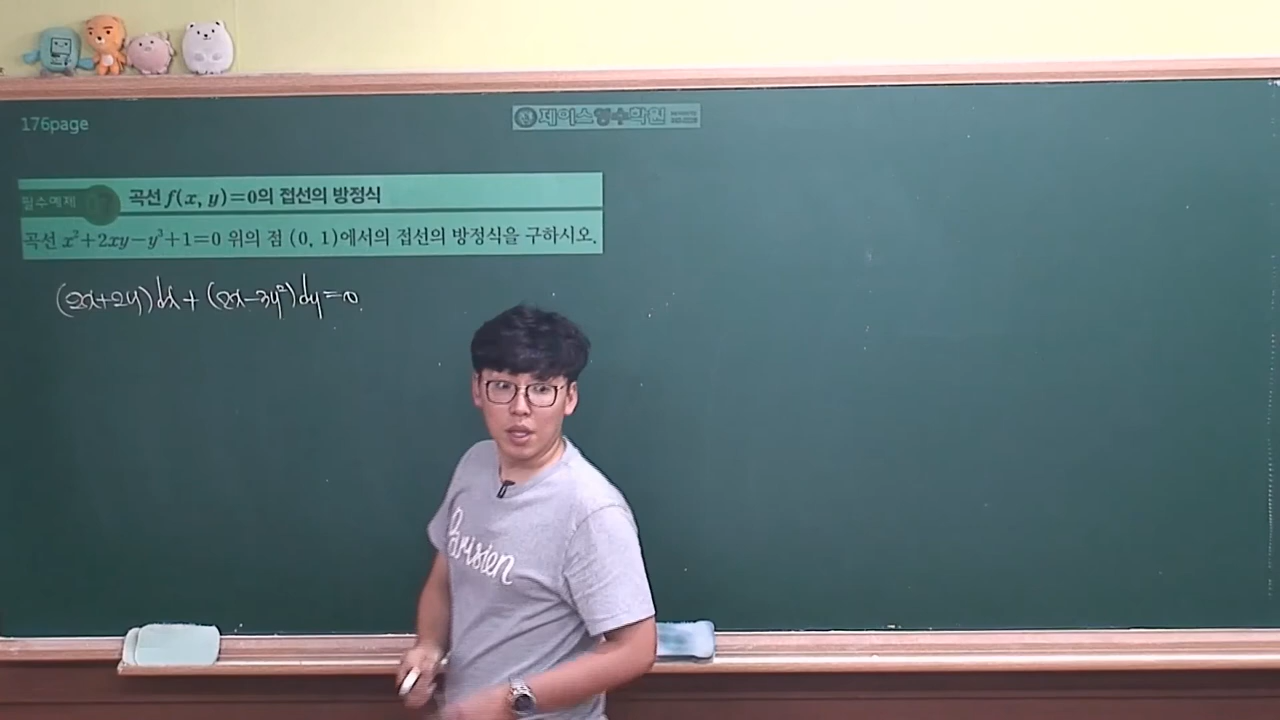 176page
제이스영수학원
필수예제
곡선 f(x, y)=0의 접선의 방정식
곡선 x²+2xy-y³+1=0 위의 점 (0, 1)에서의 접선의 방정식을 구하시오.
(2x+2y)dx+(2x-3y²)dy=0
Parisien